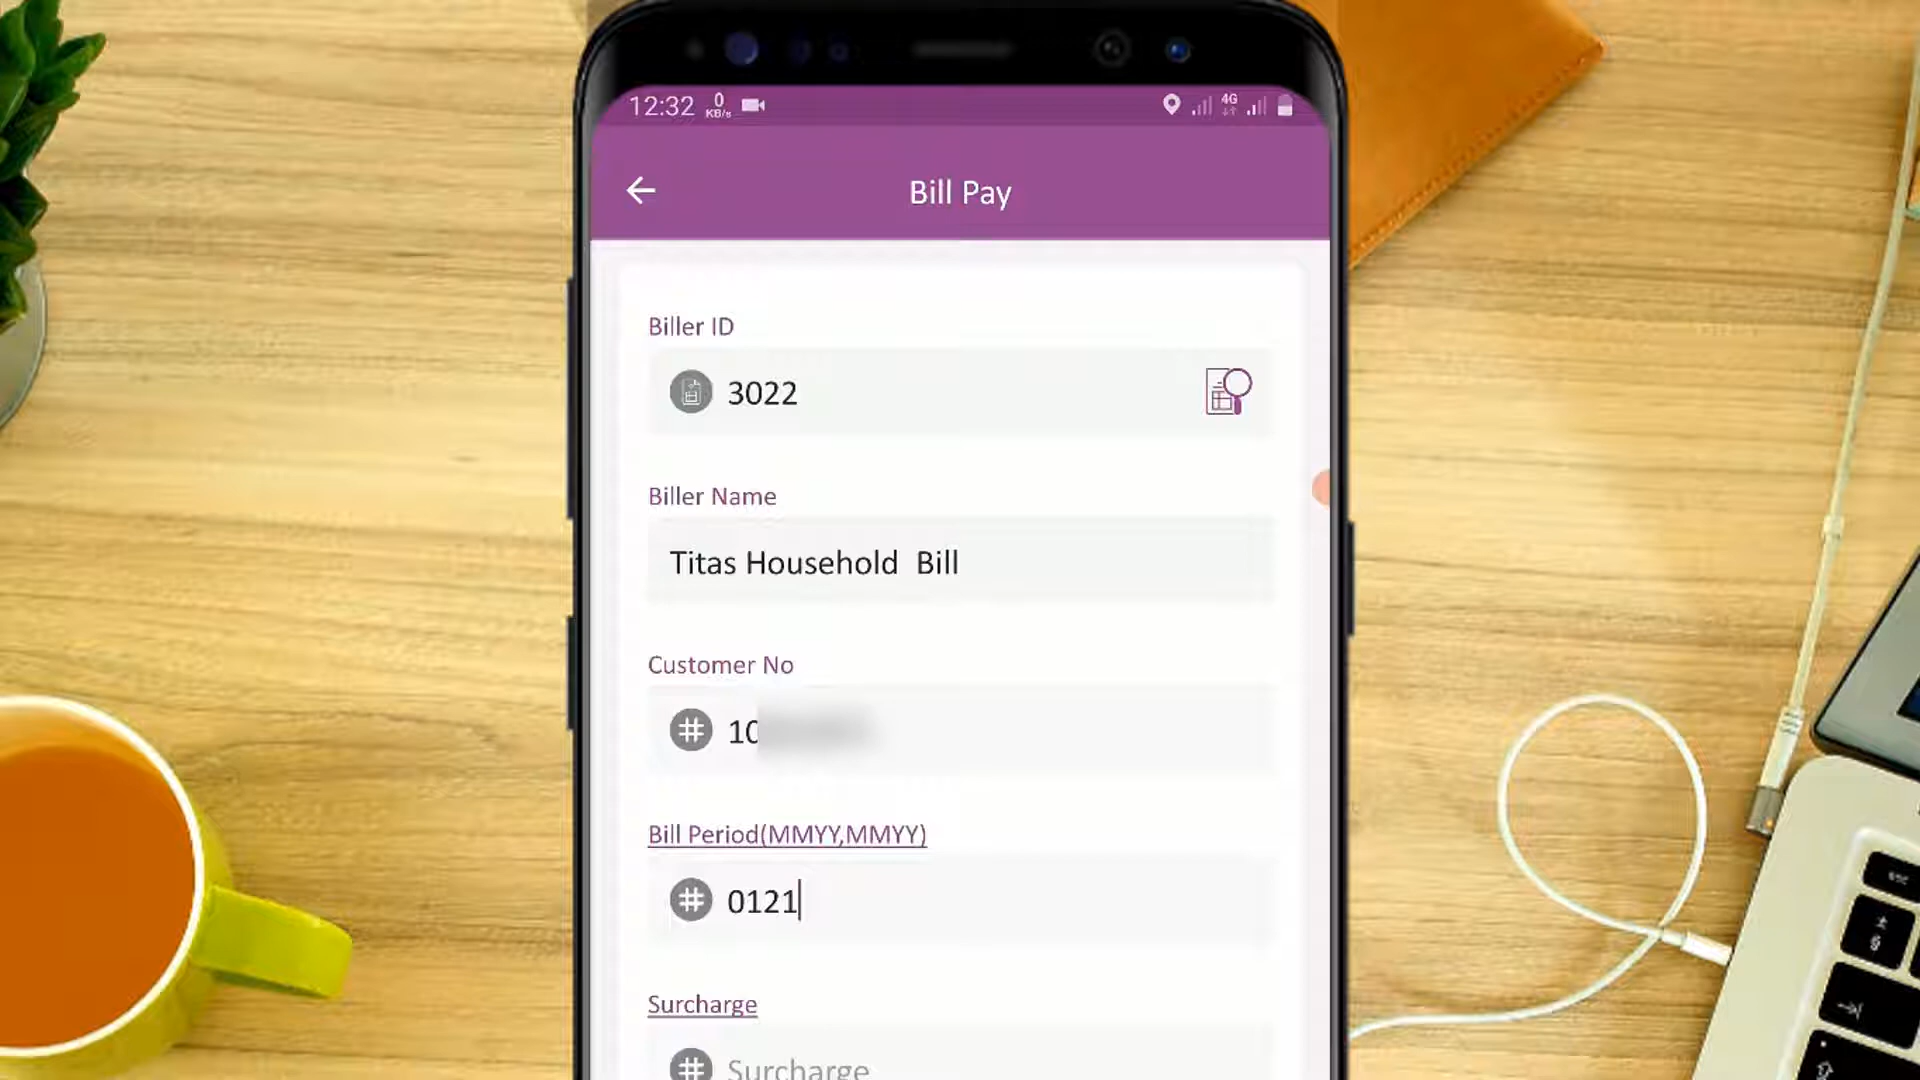 12:32 0 KB/s 4G
Bill Pay
Biller ID
3022
Biller Name
Titas Household  Bill
Customer No
10
Bill Period(MMYY,MMYY)
0121
Surcharge
Surcharge
esc